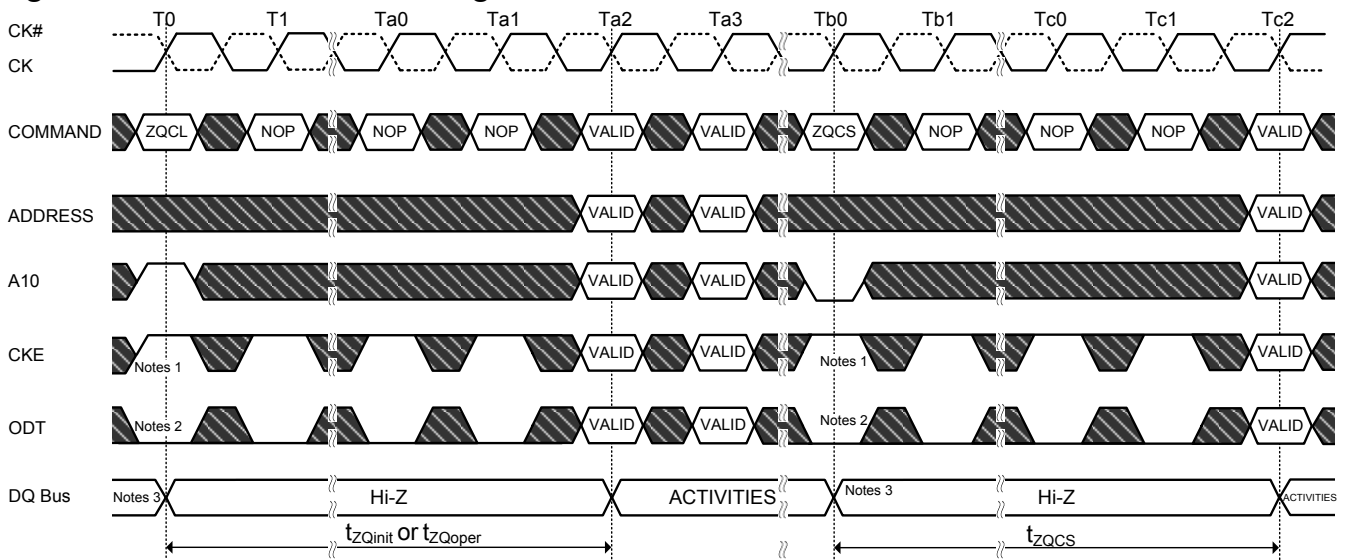 T0 T1 Ta0 Ta1 Ta2 Ta3 Tb0 Tb1 Tc0 Tc1 Tc2
CK#
CK
COMMAND ZQCL NOP NOP NOP VALID VALID ZQCS NOP NOP NOP VALID
ADDRESS VALID VALID VALID
A10 VALID VALID VALID
CKE Notes 1 VALID VALID Notes 1 VALID
ODT Notes 2 VALID VALID Notes 2 VALID
DQ Bus Notes 3 Hi-Z ACTIVITIES Notes 3 Hi-Z ACTIVITIES
tZQinit or tZQoper tZQCS